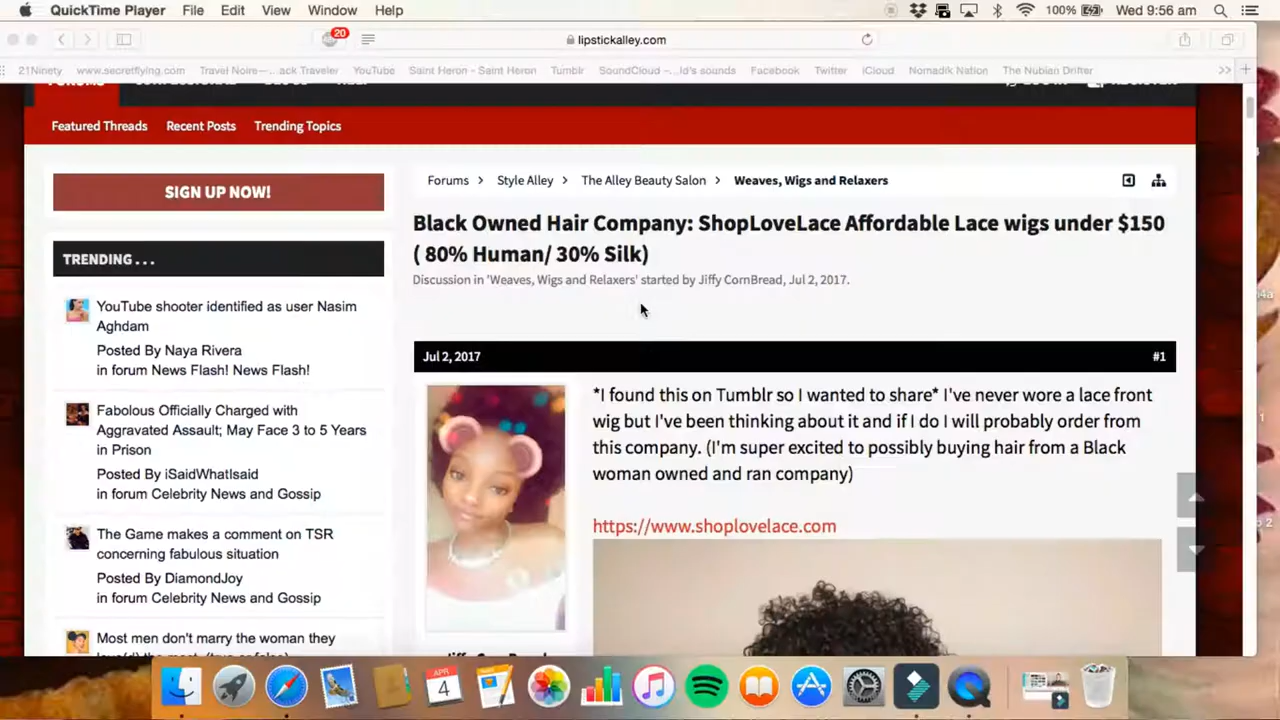 QuickTime Player File Edit View Window Help 100% Wed 9:56 am
20
lipstickalley.com
21Ninety www.secretflying.com Travel Noire—...ack Traveler YouTube Saint Heron - Saint Heron Tumblr SoundCloud –...ld's sounds Facebook Twitter iCloud Nomadik Nation The Nubian Drifter >> +
Featured Threads Recent Posts Trending Topics
SIGN UP NOW!
TRENDING . . .
YouTube shooter identified as user Nasim
Aghdam
Posted By Naya Rivera
in forum News Flash! News Flash!
Fabolous Officially Charged with
Aggravated Assault; May Face 3 to 5 Years
in Prison
Posted By iSaidWhatIsaid
in forum Celebrity News and Gossip
The Game makes a comment on TSR
concerning fabulous situation
Posted By DiamondJoy
in forum Celebrity News and Gossip
Most men don't marry the woman they
Forums > Style Alley > The Alley Beauty Salon > Weaves, Wigs and Relaxers
Black Owned Hair Company: ShopLoveLace Affordable Lace wigs under $150
( 80% Human/ 30% Silk)
Discussion in 'Weaves, Wigs and Relaxers' started by Jiffy CornBread, Jul 2, 2017.
Jul 2, 2017 #1
*I found this on Tumblr so I wanted to share* I've never wore a lace front
wig but I've been thinking about it and if I do I will probably order from
this company. (I'm super excited to possibly buying hair from a Black
woman owned and ran company)
https://www.shoplovelace.com
APR
4